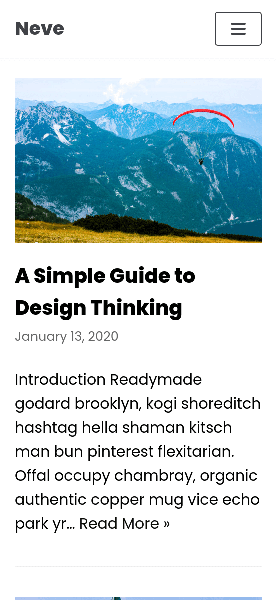 Neve
A Simple Guide to
Design Thinking
January 13, 2020
Introduction Readymade
godard brooklyn, kogi shoreditch
hashtag hella shaman kitsch
man bun pinterest flexitarian.
Offal occupy chambray, organic
authentic copper mug vice echo
park yr… Read More »